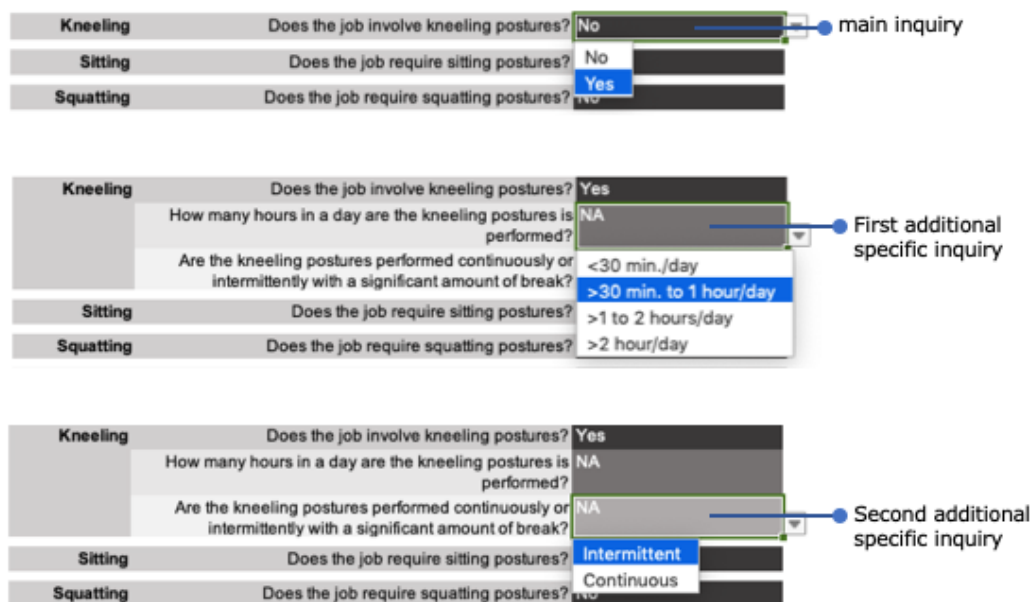 Kneeling Does the job involve kneeling postures? No main inquiry
No
Sitting Does the job require sitting postures?
Yes
Squatting Does the job require squatting postures? No
Kneeling Does the job involve kneeling postures? Yes
How many hours in a day are the kneeling postures is NA
performed?
First additional
specific inquiry
Are the kneeling postures performed continuously or
intermittently with a significant amount of break?
<30 min./day
>30 min. to 1 hour/day
Sitting Does the job require sitting postures?
>1 to 2 hours/day
Squatting Does the job require squatting postures?
>2 hour/day
Kneeling Does the job involve kneeling postures? Yes
How many hours in a day are the kneeling postures is NA
performed?
Are the kneeling postures performed continuously or NA
intermittently with a significant amount of break?
Second additional
specific inquiry
Sitting Does the job require sitting postures?
Intermittent
Continuous
Squatting Does the job require squatting postures? No